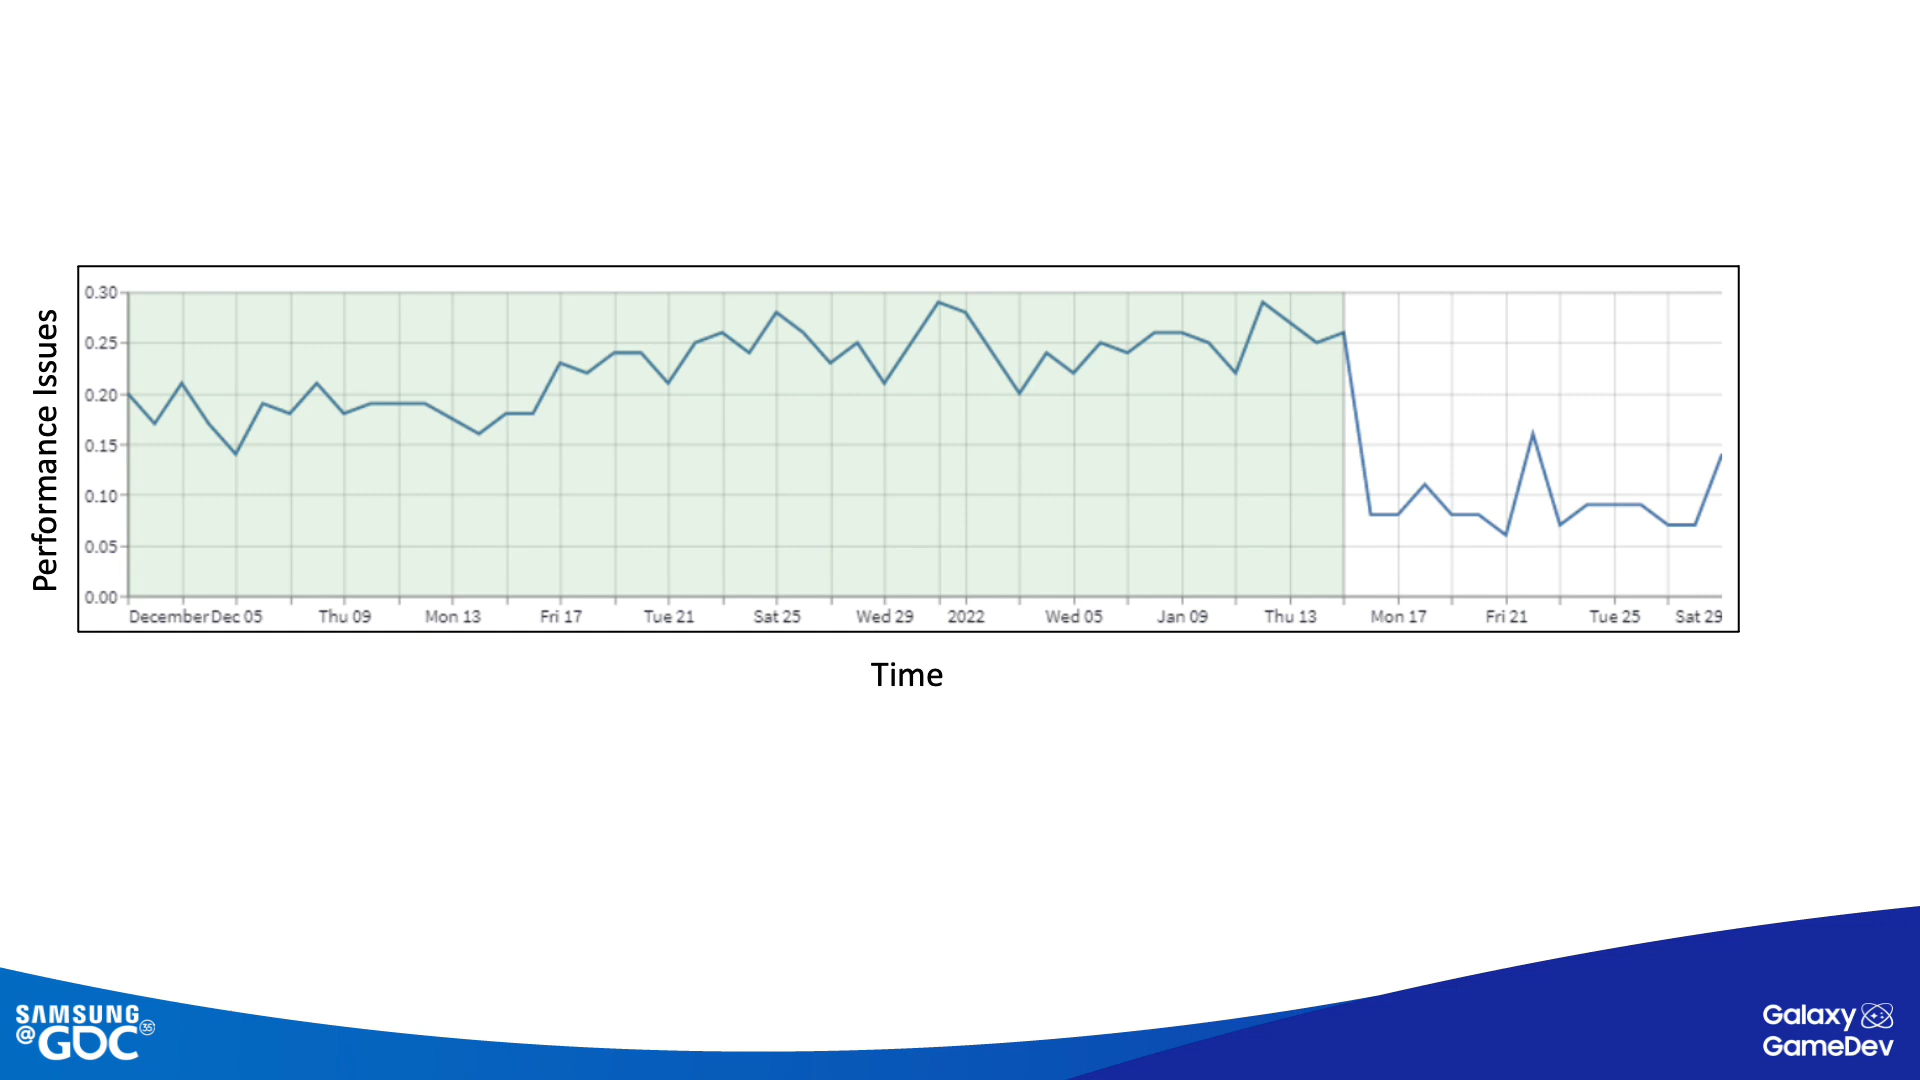 Performance Issues
0.30
0.25
0.20
0.15
0.10
0.05
0.00
December Dec 05 Thu 09 Mon 13 Fri 17 Tue 21 Sat 25 Wed 29 2022 Wed 05 Jan 09 Thu 13 Mon 17 Fri 21 Tue 25 Sat 29
Time
SAMSUNG
@GDC 35
Galaxy
GameDev